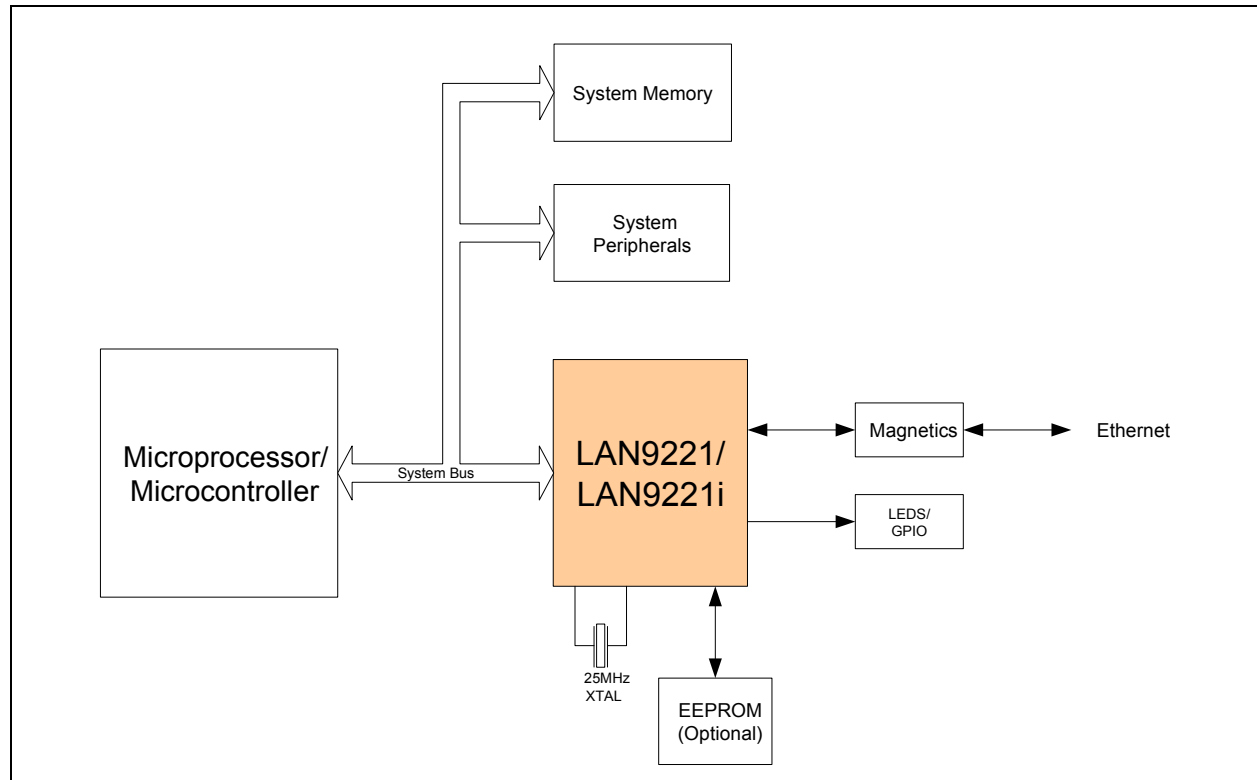 System Memory
System
Peripherals
Microprocessor/
Microcontroller
System Bus
LAN9221/
LAN9221i
Magnetics
Ethernet
LEDS/
GPIO
25MHz
XTAL
EEPROM
(Optional)